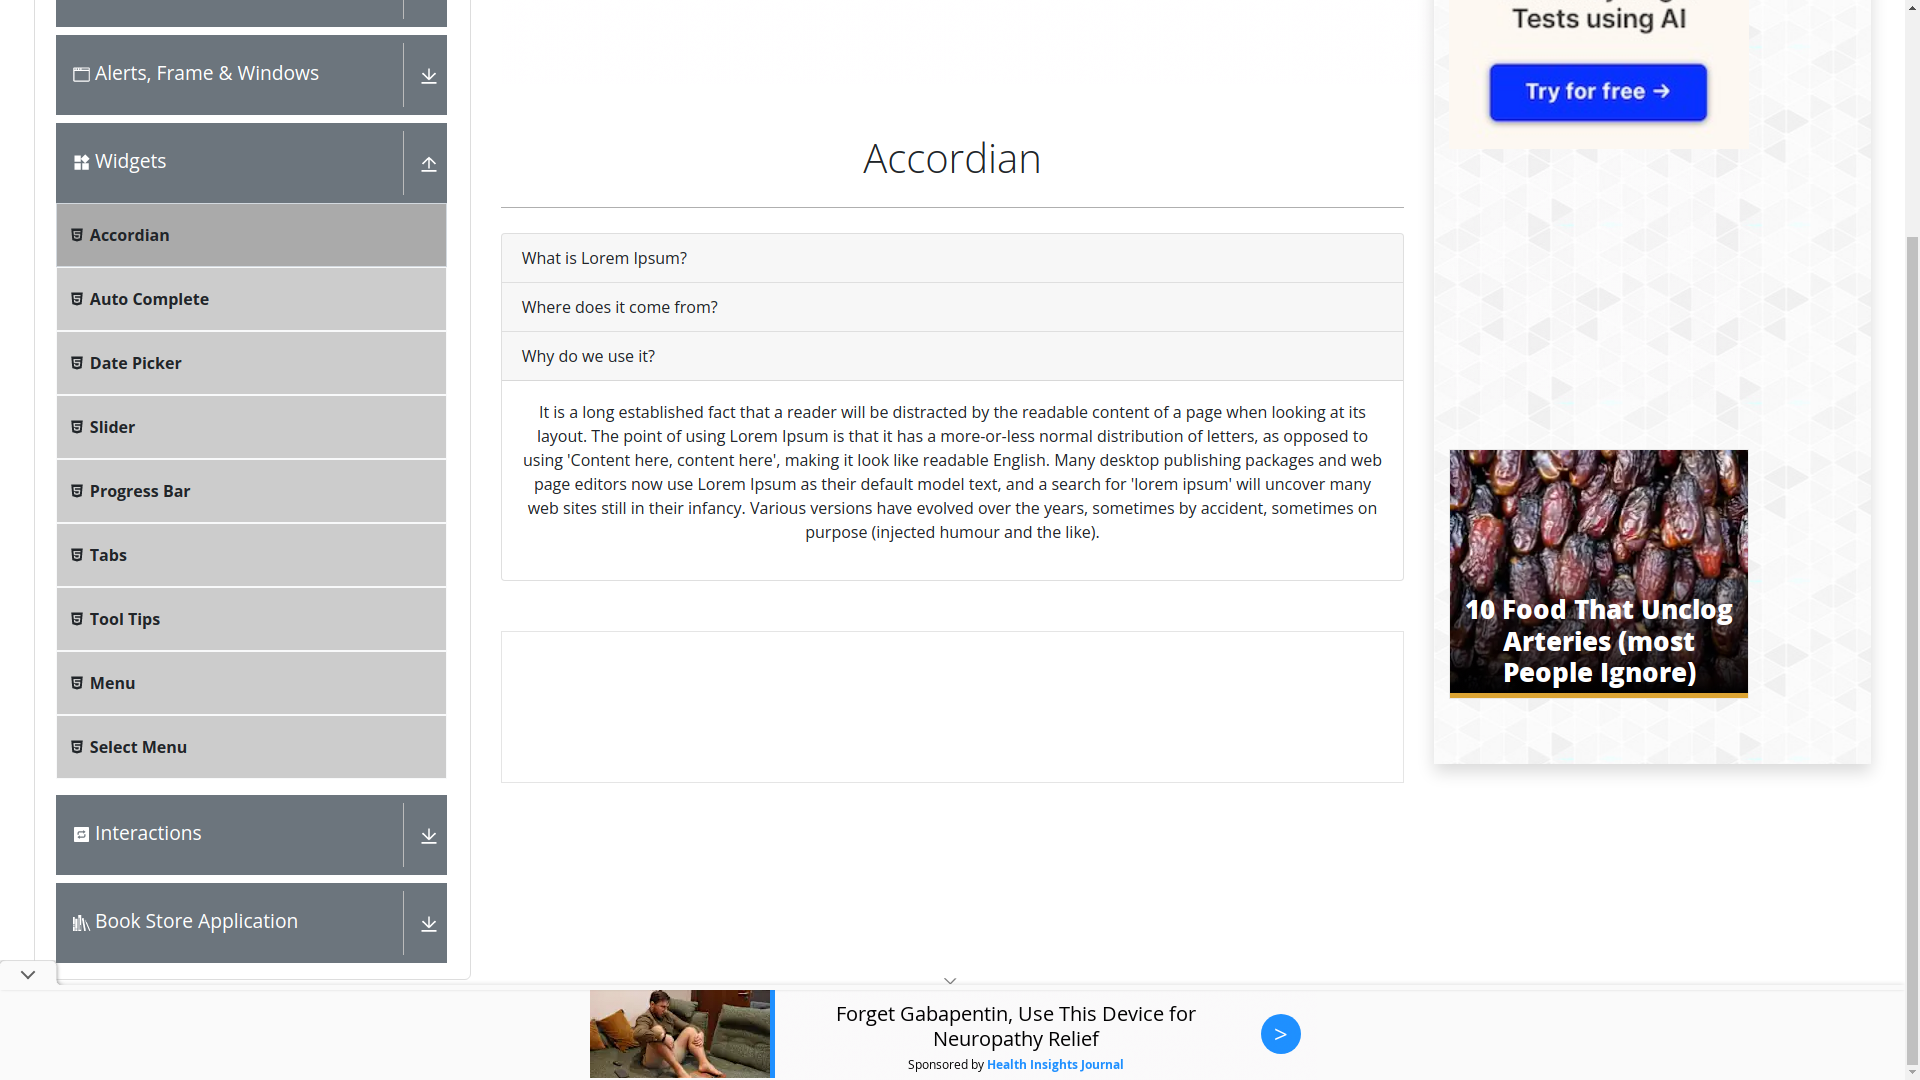 Alerts, Frame & Windows
Widgets
Accordian
Auto Complete
Date Picker
Slider
Progress Bar
Tabs
Tool Tips
Menu
Select Menu
Interactions
Book Store Application
Accordian
What is Lorem Ipsum?
Where does it come from?
Why do we use it?
It is a long established fact that a reader will be distracted by the readable content of a page when looking at its
layout. The point of using Lorem Ipsum is that it has a more-or-less normal distribution of letters, as opposed to
using 'Content here, content here', making it look like readable English. Many desktop publishing packages and web
page editors now use Lorem Ipsum as their default model text, and a search for 'lorem ipsum' will uncover many
web sites still in their infancy. Various versions have evolved over the years, sometimes by accident, sometimes on
purpose (injected humour and the like).
Tests using AI
Try for free →
10 Food That Unclog
Arteries (most
People Ignore)
Forget Gabapentin, Use This Device for
Neuropathy Relief
Sponsored by Health Insights Journal
>